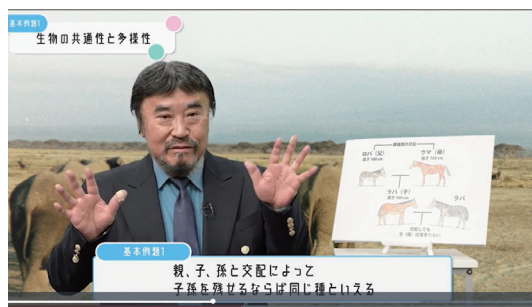 基本例題1
生物の共通性と多様性
ロバ（父）
ウマ（母）
ラバ（子）
ラバ
基本例題1
親、子、孫と交配によって
子孫を残せるならば同じ種といえる